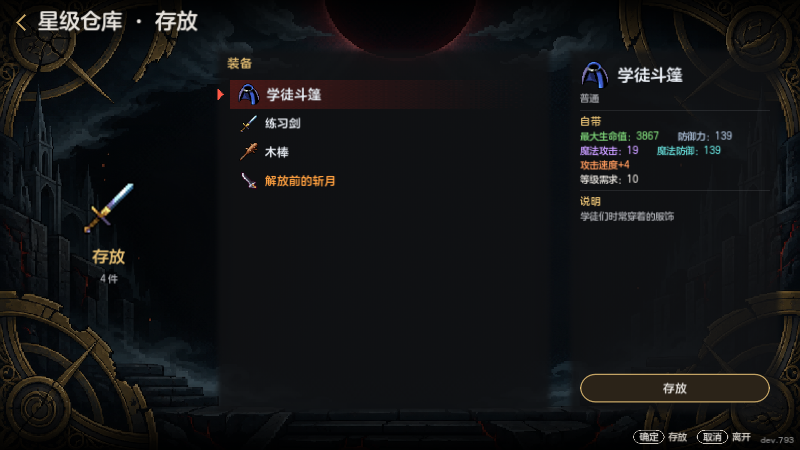 星级仓库 · 存放
装备
学徒斗篷
练习剑
木棒
解放前的斩月
存放
4 件
学徒斗篷
普通
自带
最大生命值：3867 防御力：139
魔法攻击：19 魔法防御：139
攻击速度+4
等级需求：10
说明
学徒们时常穿着的服饰
存放
确定 存放 取消 离开
dev.793